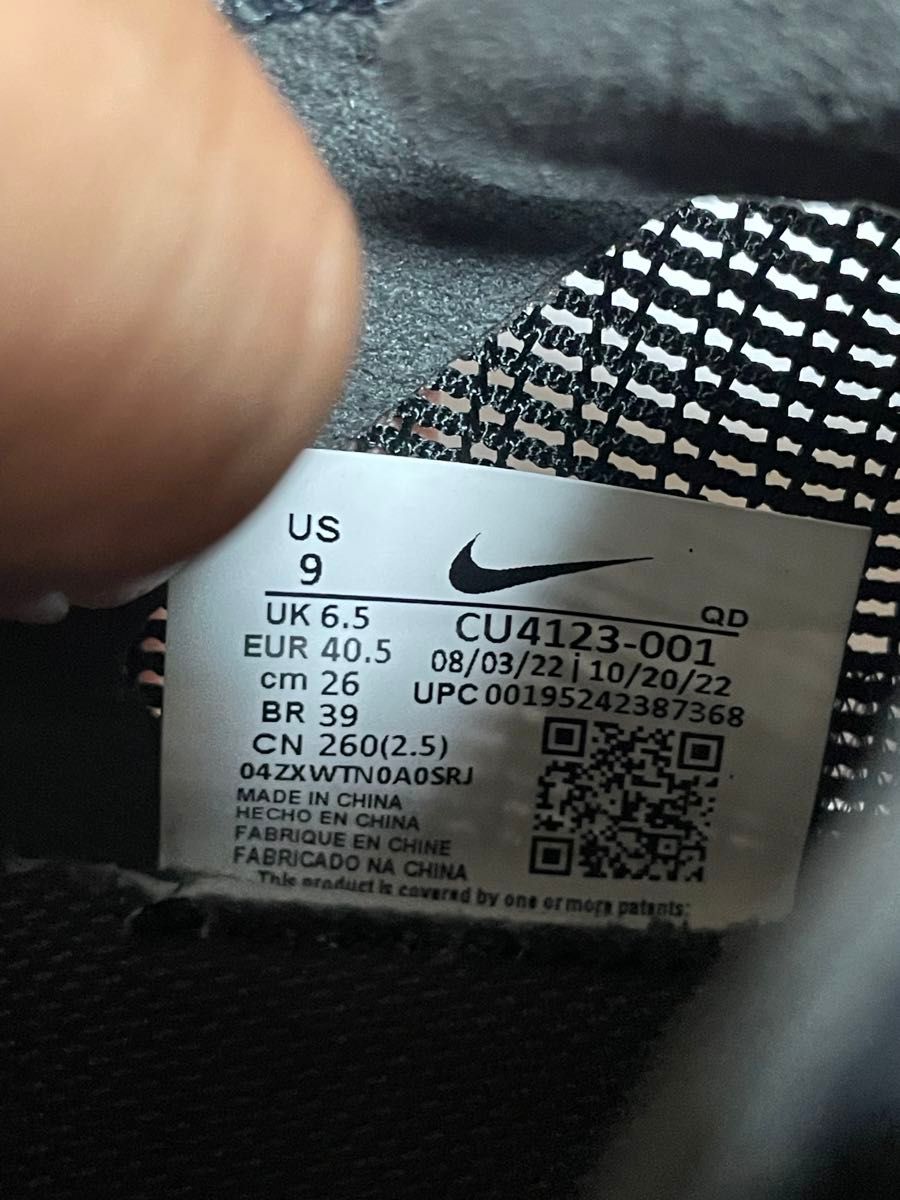 US
9
QD
UK 6.5
CU4123-001
EUR 40.5
08/03/22 | 10/20/22
cm 26
UPC 00195242387368
BR 39
CN 260(2.5)
04ZXWTN0A0SRJ
MADE IN CHINA
HECHO EN CHINA
FABRIQUE EN CHINE
FABRICADO NA CHINA
This product is covered by one or more patents: